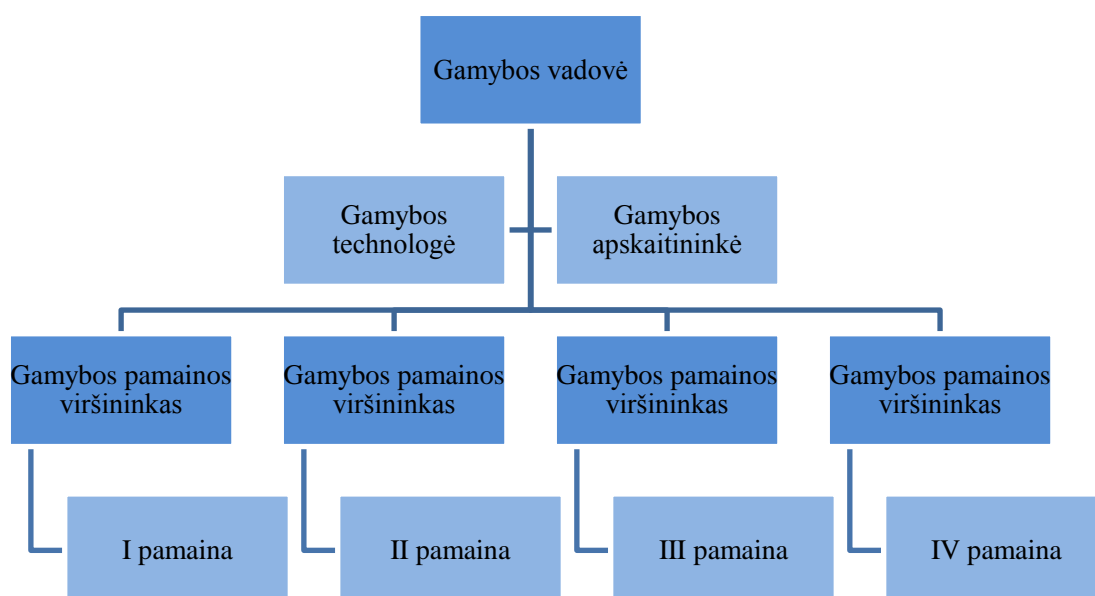 Gamybos vadovė
Gamybos
technologė
Gamybos
apskaitininkė
Gamybos pamainos
viršininkas
Gamybos pamainos
viršininkas
Gamybos pamainos
viršininkas
Gamybos pamainos
viršininkas
I pamaina
II pamaina
III pamaina
IV pamaina